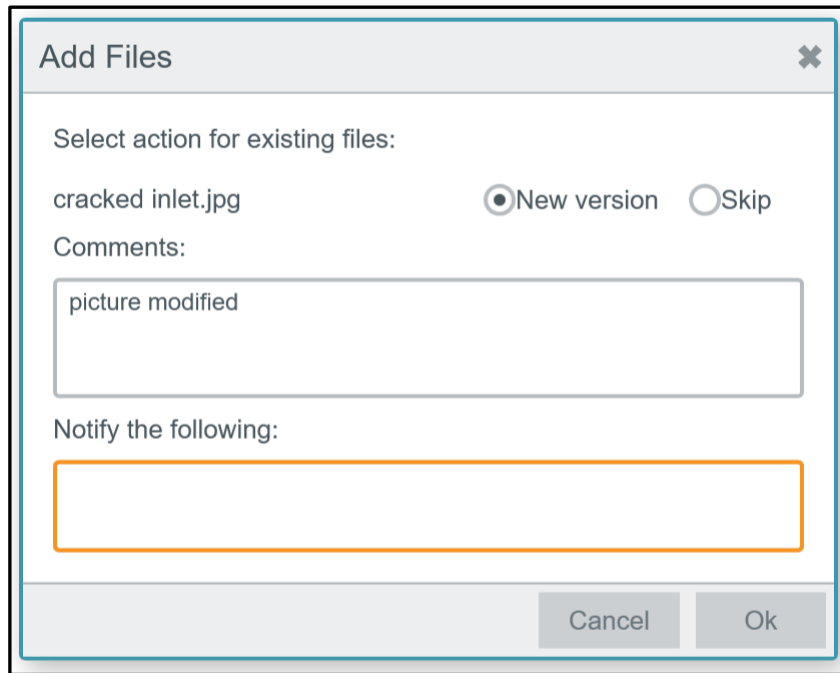 Add Files
Select action for existing files:
cracked inlet.jpg New version Skip
Comments:
picture modified
Notify the following:
Cancel Ok